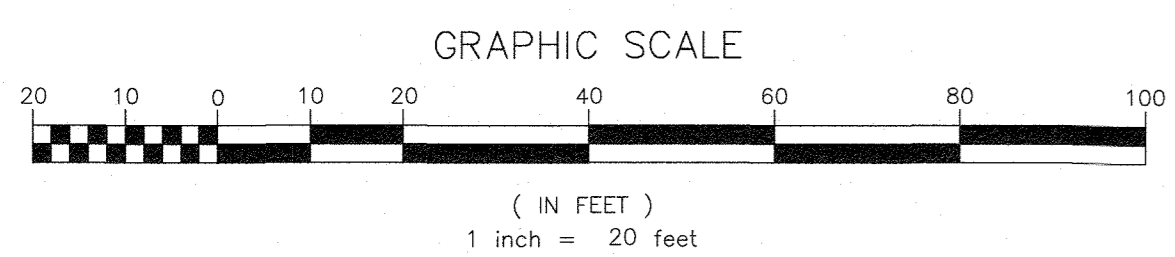 GRAPHIC SCALE
20 10 0 10 20 40 60 80 100
( IN FEET )
1 inch = 20 feet